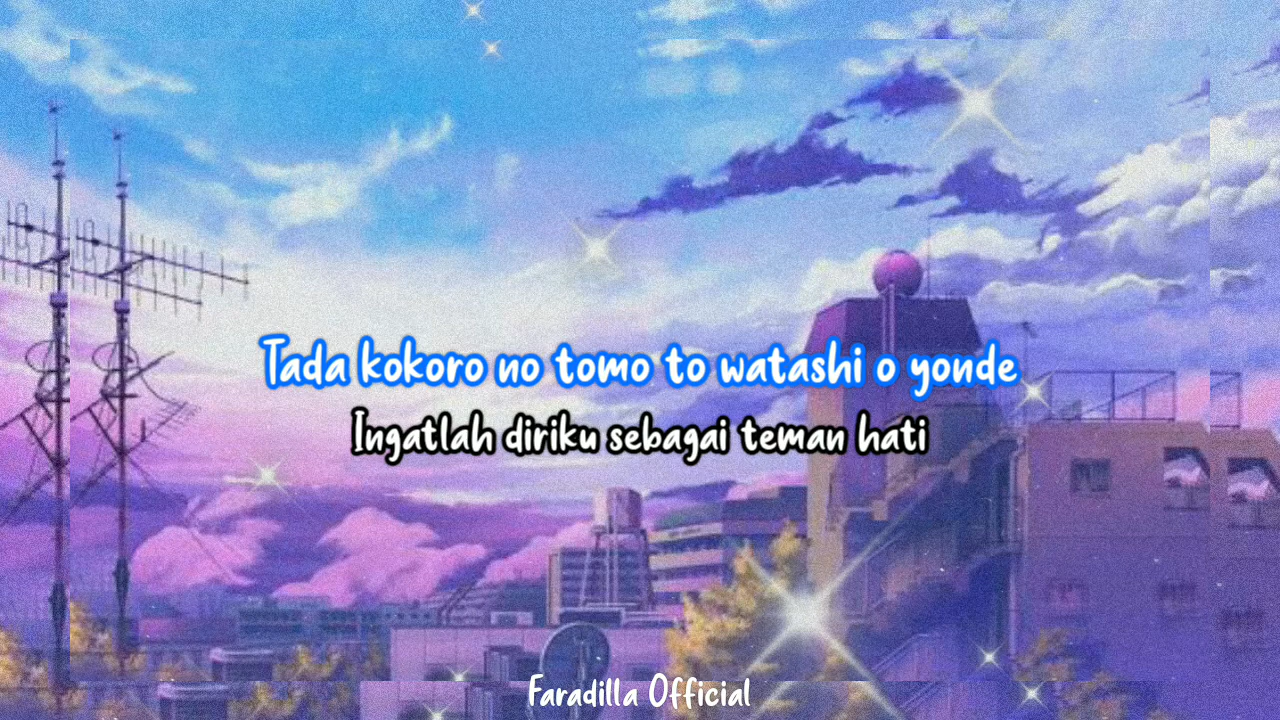 Tada kokoro no tomo to watashi o yonde
Ingatlah diriku sebagai teman hati
Faradilla Official